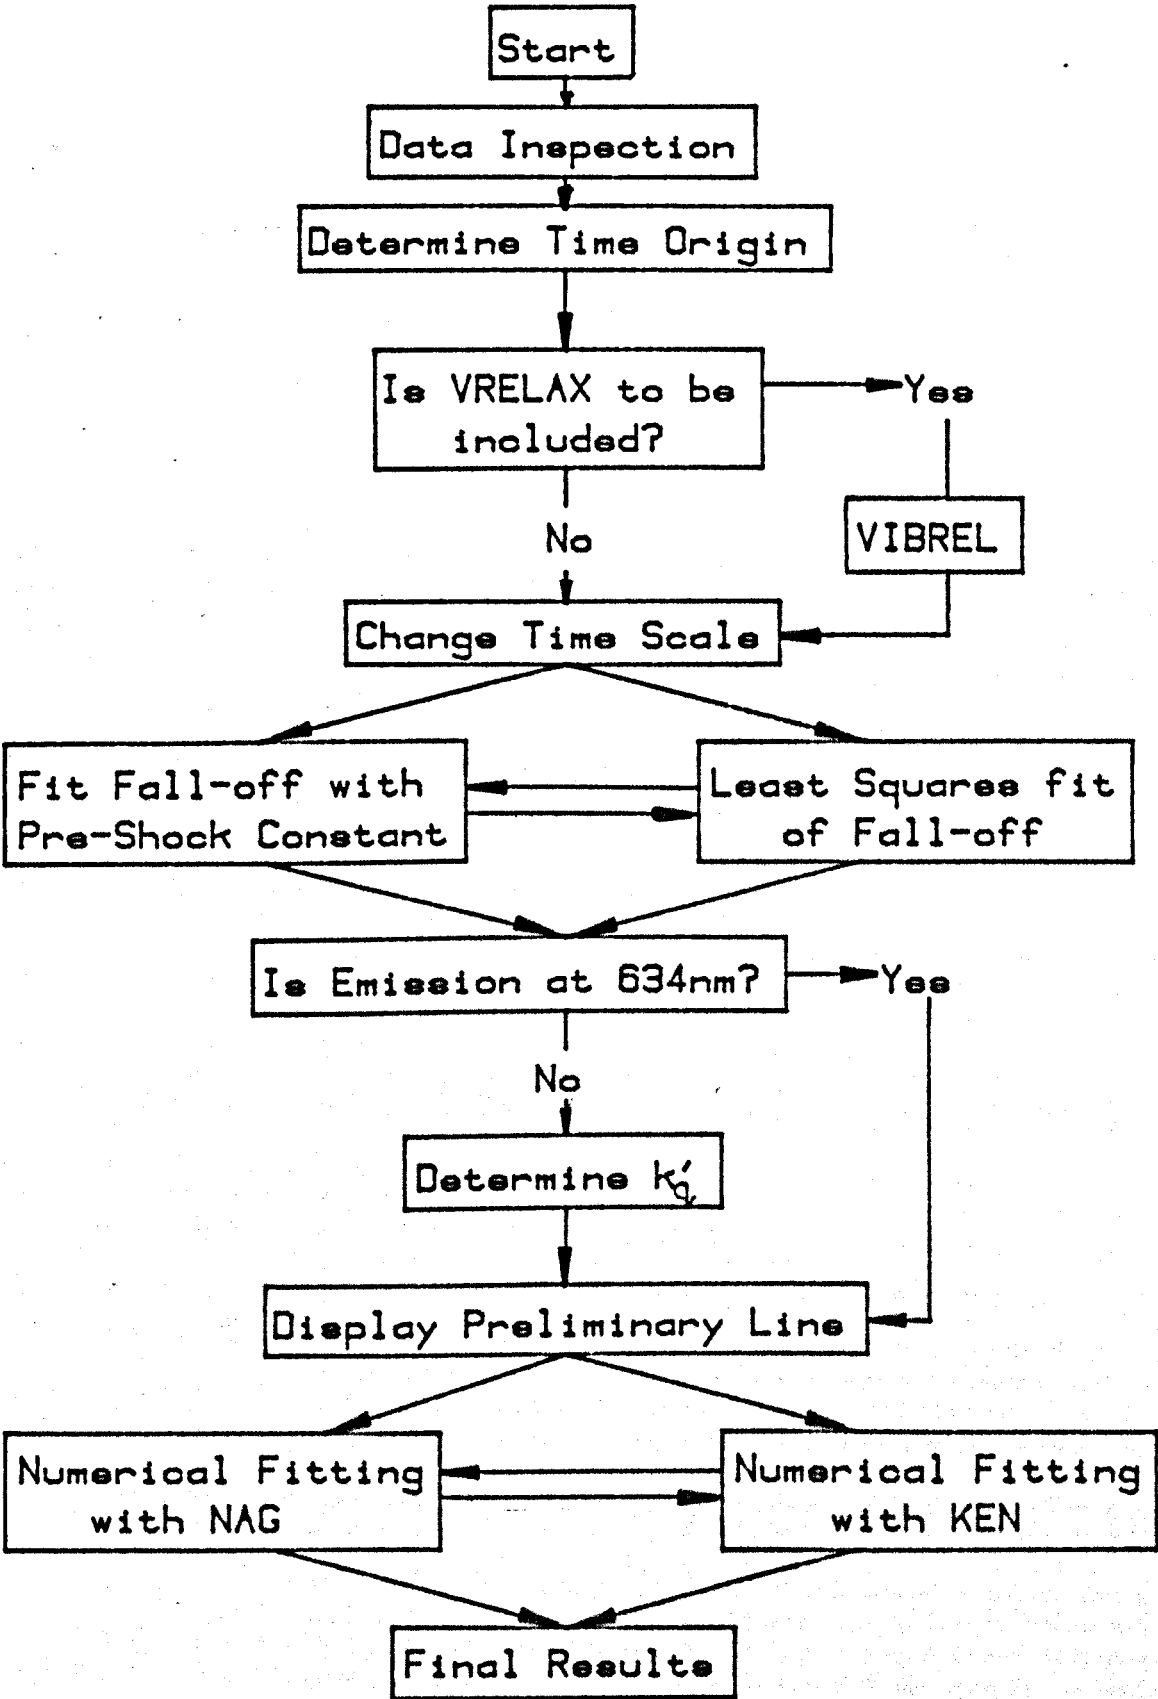 Start
Data Inspection
Determine Time Origin
Is VRELAX to be
included?
Yes
No
VIBREL
Change Time Scale
Fit Fall-off with
Pre-Shock Constant
Least Squares fit
of Fall-off
Is Emission at 634nm?
Yes
No
Determine k'q
Display Preliminary Line
Numerical Fitting
with NAG
Numerical Fitting
with KEN
Final Results